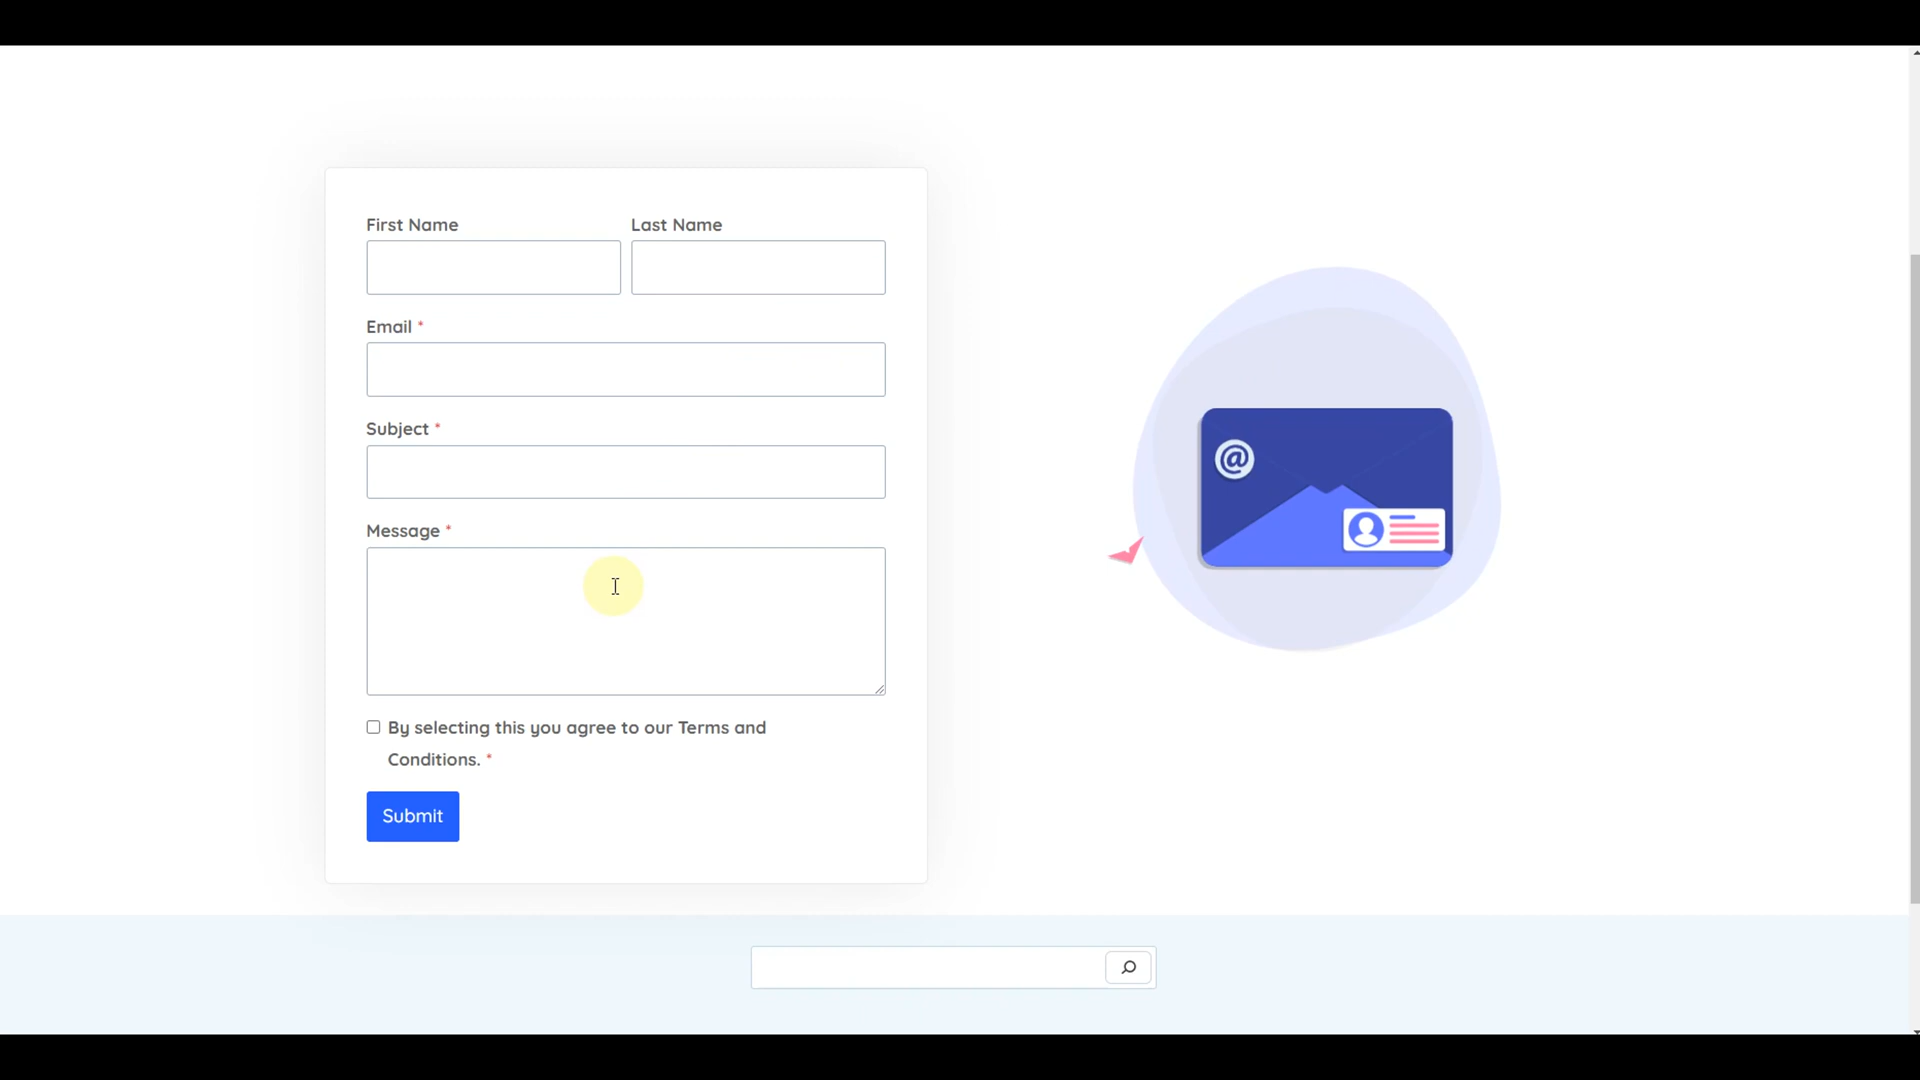 First Name Last Name
Email *
Subject *
Message *
By selecting this you agree to our Terms and
Conditions. *
Submit
@